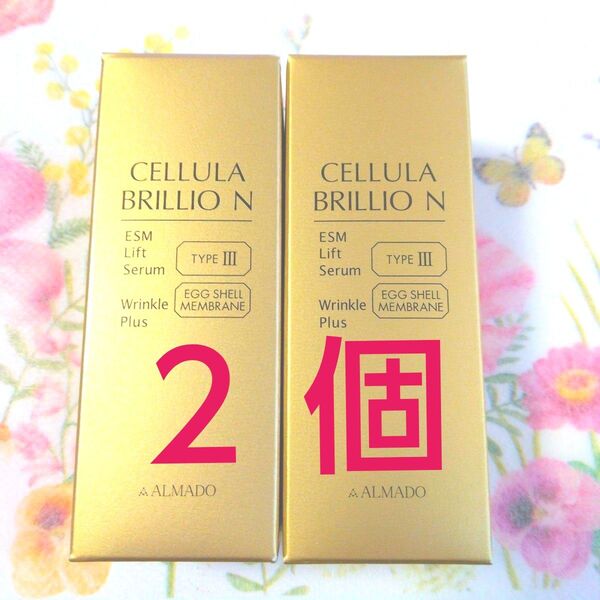 CELLULA
BRILLIO N
ESM
Lift
Serum
TYPE III
Wrinkle
Plus
EGG SHELL
MEMBRANE
ALMADO
CELLULA
BRILLIO N
ESM
Lift
Serum
TYPE III
Wrinkle
Plus
EGG SHELL
MEMBRANE
ALMADO
2個